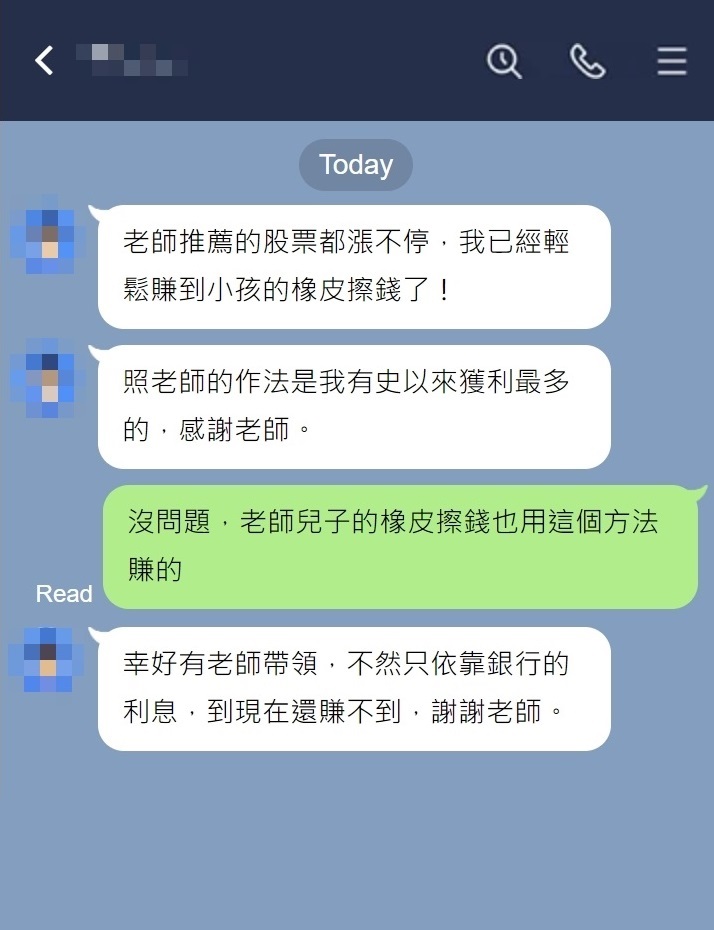 Today
老師推薦的股票都漲不停，我已經輕
鬆賺到小孩的橡皮擦錢了！
照老師的作法是我有史以來獲利最多
的，感謝老師。
沒問題，老師兒子的橡皮擦錢也用這個方法
賺的
Read
幸好有老師帶領，不然只依靠銀行的
利息，到現在還賺不到，謝謝老師。